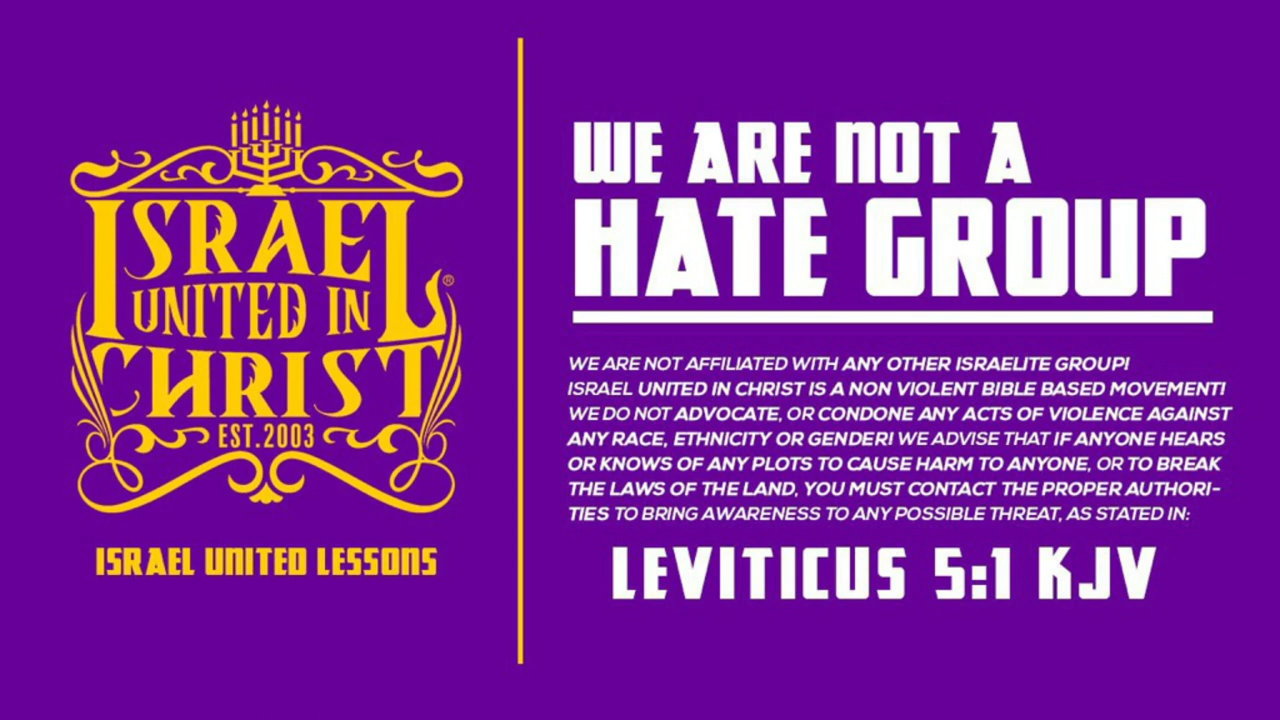 ISRAEL
UNITED IN
CHRIST
EST.2003
ISRAEL UNITED LESSONS
WE ARE NOT A
HATE GROUP
WE ARE NOT AFFILIATED WITH ANY OTHER ISRAELITE GROUP!
ISRAEL UNITED IN CHRIST IS A NON VIOLENT BIBLE BASED MOVEMENT!
WE DO NOT ADVOCATE, OR CONDONE ANY ACTS OF VIOLENCE AGAINST
ANY RACE, ETHNICITY OR GENDER! WE ADVISE THAT IF ANYONE HEARS
OR KNOWS OF ANY PLOTS TO CAUSE HARM TO ANYONE, OR TO BREAK
THE LAWS OF THE LAND, YOU MUST CONTACT THE PROPER AUTHORI-
TIES TO BRING AWARENESS TO ANY POSSIBLE THREAT, AS STATED IN:
LEVITICUS 5:1 KJV